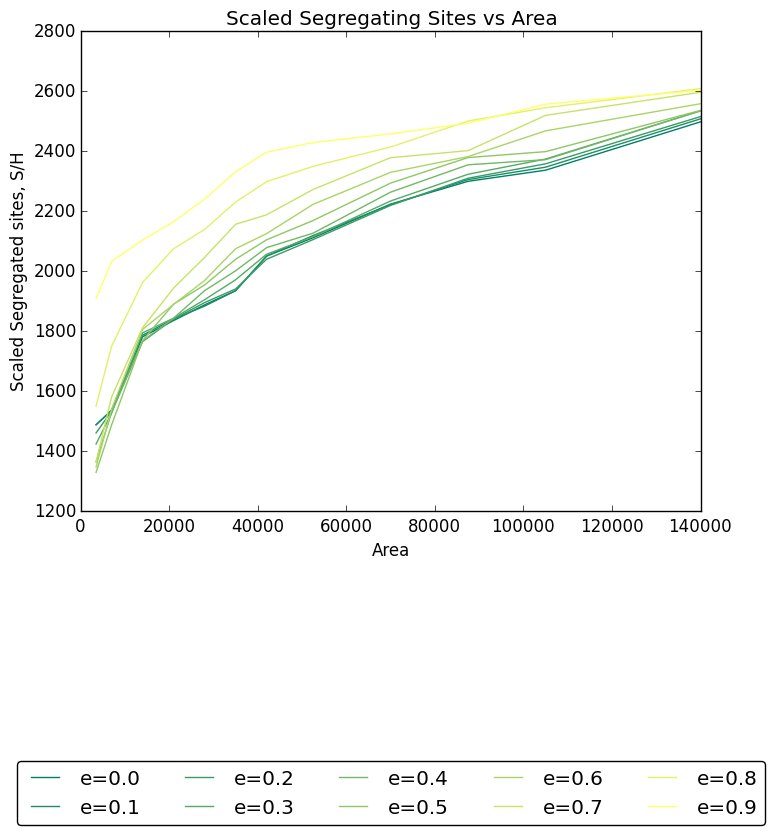 Scaled Segregating Sites vs Area
2800
2600
2400
2200
2000
1800
1600
1400
1200
Scaled Segregated sites, S/H
0 20000 40000 60000 80000 100000 120000 140000
Area
e=0.0 e=0.2 e=0.4 e=0.6 e=0.8
e=0.1 e=0.3 e=0.5 e=0.7 e=0.9